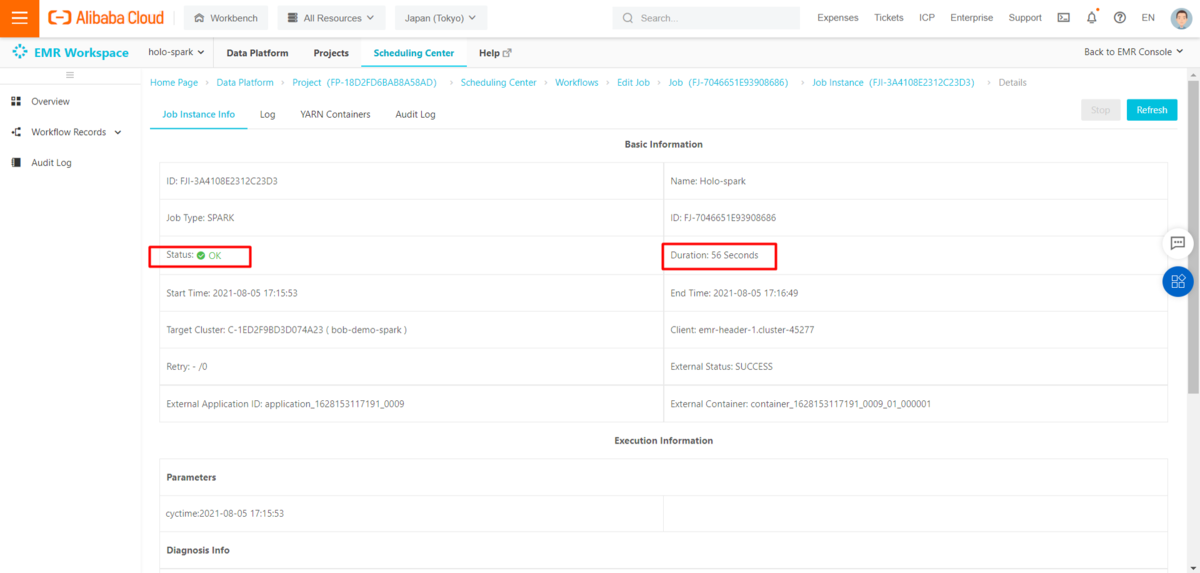 Alibaba Cloud Workbench All Resources Japan (Tokyo) Search... Expenses Tickets ICP Enterprise Support EN
EMR Workspace holo-spark Data Platform Projects Scheduling Center Help Back to EMR Console
Home Page > Data Platform > Project (FP-18D2FD6BAB8A58AD) > Scheduling Center > Workflows > Edit Job > Job (FJ-7046651E93908686) > Job Instance (FJI-3A4108E2312C23D3) > Details
Overview
Workflow Records
Audit Log
Job Instance Info Log YARN Containers Audit Log Stop Refresh
Basic Information
ID: FJI-3A4108E2312C23D3 Name: Holo-spark
Job Type: SPARK ID: FJ-7046651E93908686
Status: OK Duration: 56 Seconds
Start Time: 2021-08-05 17:15:53 End Time: 2021-08-05 17:16:49
Target Cluster: C-1ED2F9BD3D074A23 ( bob-demo-spark ) Client: emr-header-1.cluster-45277
Retry: - /0 External Status: SUCCESS
External Application ID: application_1628153117191_0009 External Container: container_1628153117191_0009_01_000001
Execution Information
Parameters
cyctime:2021-08-05 17:15:53
Diagnosis Info